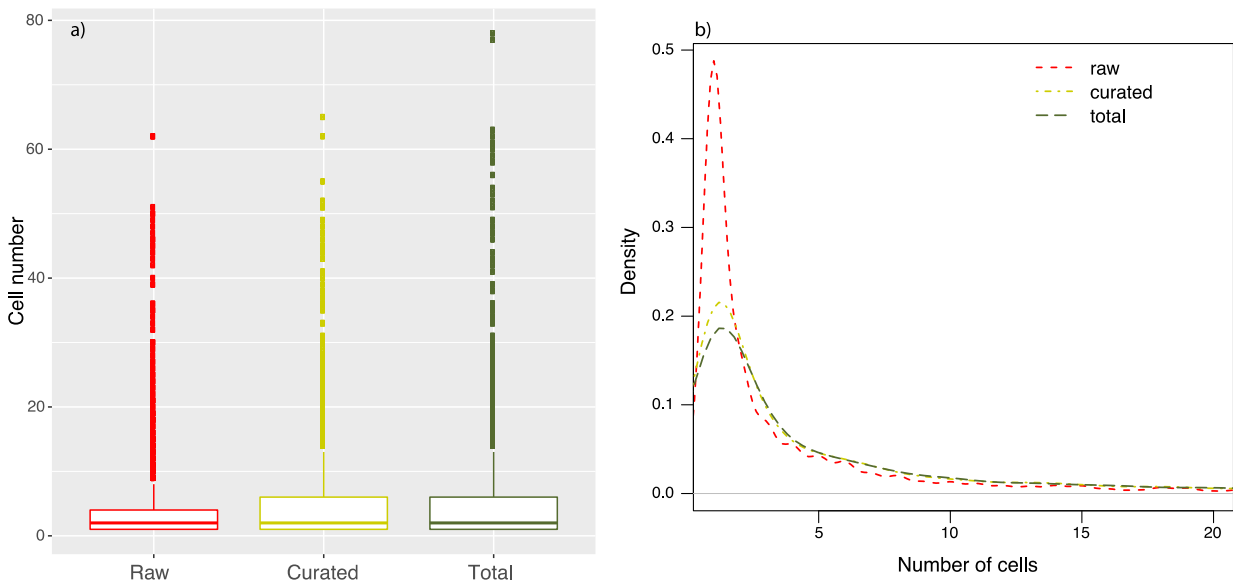 a)
Cell number
80
60
40
20
0
Raw Curated Total
b)
Density
0.5
0.4
0.3
0.2
0.1
0.0
raw
curated
total
5 10 15 20
Number of cells